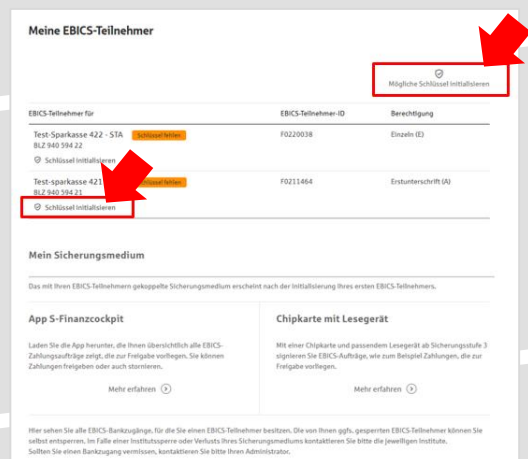 Meine EBICS-Teilnehmer
Mögliche Schlüssel initialisieren
EBICS-Teilnehmer für EBICS-Teilnehmer-ID Berechtigung
Test-Sparkasse 422 - STA Schlüssel fehlen F0220038 Einzeln (E)
BLZ 940 594 22
Schlüssel initialisieren
Test-sparkasse 421 Schlüssel fehlen F0211464 Erstunterschrift (A)
BLZ 940 594 21
Schlüssel initialisieren
Mein Sicherungsmedium
Das mit Ihren EBICS-Teilnehmern gekoppelte Sicherungsmedium erscheint nach der Initialisierung Ihres ersten EBICS-Teilnehmers.
App S-Finanzcockpit
Laden Sie die App herunter, die Ihnen übersichtlich alle EBICS-
Zahlungsaufträge zeigt, die zur Freigabe vorliegen. Sie können
Zahlungen freigeben oder auch stornieren.
Mehr erfahren
Chipkarte mit Lesegerät
Mit einer Chipkarte und passendem Lesegerät ab Sicherungsstufe 3
signieren Sie EBICS-Aufträge, wie zum Beispiel Zahlungen, die zur
Freigabe vorliegen.
Mehr erfahren
Hier sehen Sie alle EBICS-Bankzugänge, für die Sie einen EBICS-Teilnehmer besitzen. Die von Ihnen ggfs. gesperrten EBICS-Teilnehmer können Sie
selbst entsperren. Im Falle einer Institutssperre oder Verlusts Ihres Sicherungsmediums kontaktieren Sie bitte die jeweiligen Institute.
Sollten Sie einen Bankzugang vermissen, kontaktieren Sie bitte Ihren Administrator.